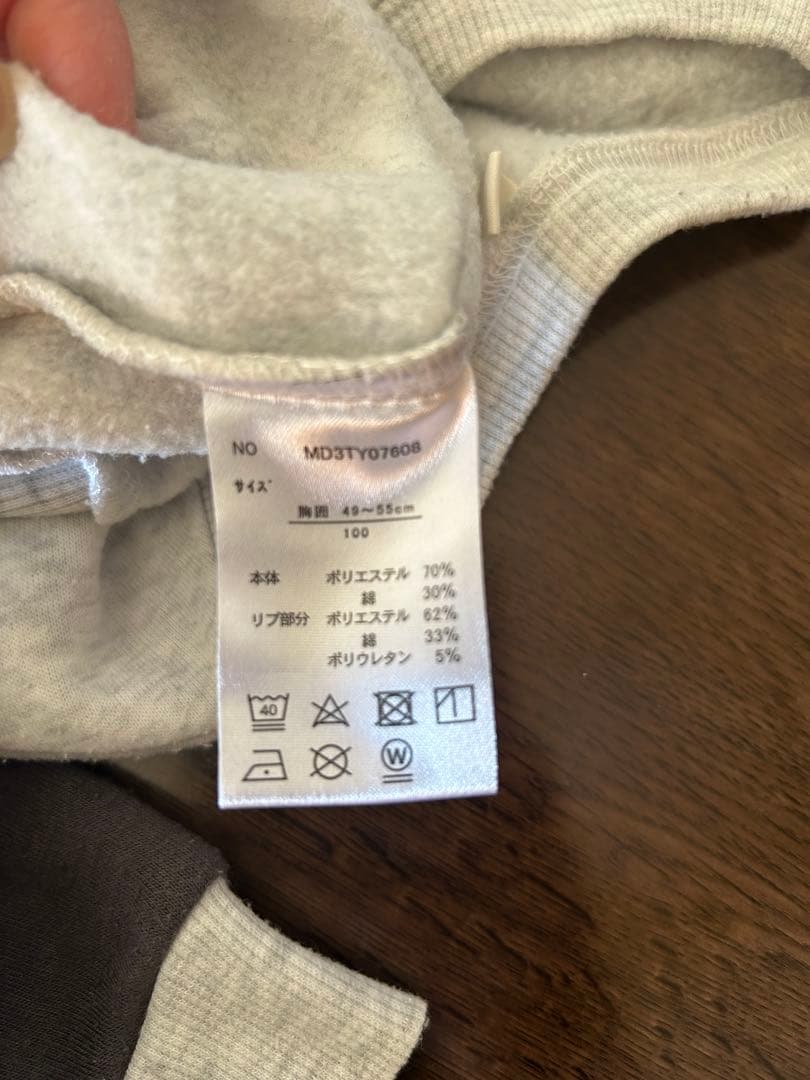 NO MD3TY07608
サイズ
胸囲 49～55cm
100
本体 ポリエステル 70%
綿 30%
リブ部分 ポリエステル 62%
綿 33%
ポリウレタン 5%
40
W